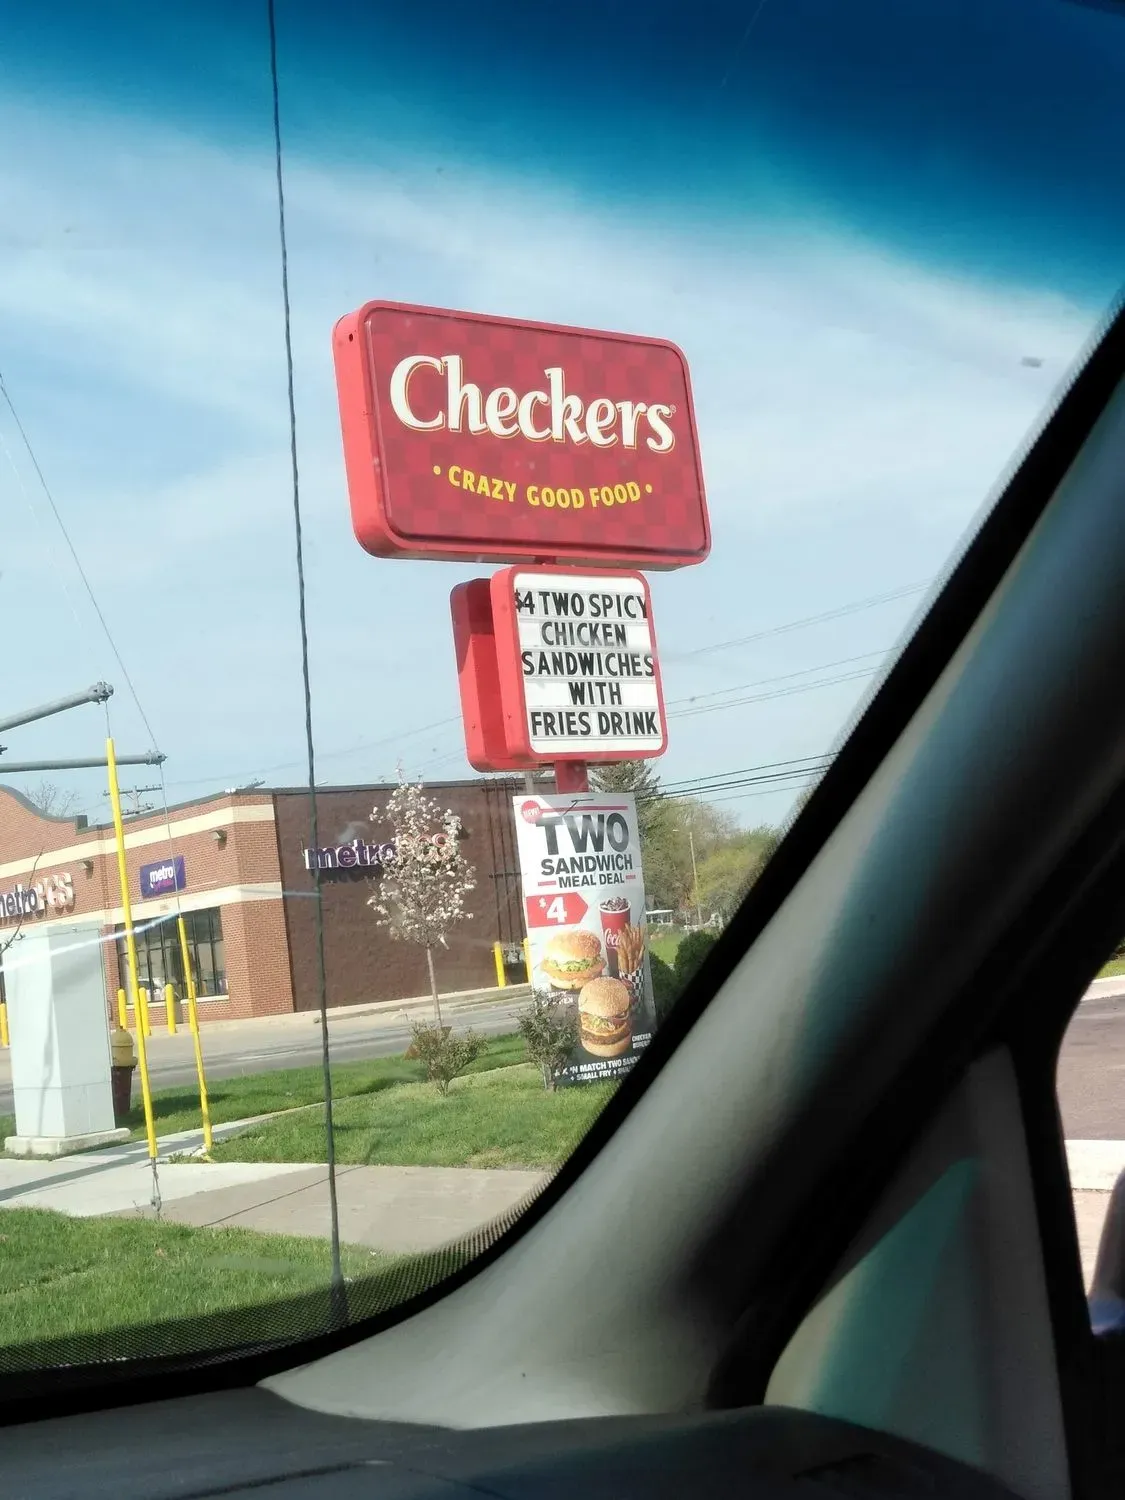 Checkers
• CRAZY GOOD FOOD •
$4 TWO SPICY
CHICKEN
SANDWICHES
WITH
FRIES DRINK
TWO
SANDWICH
MEAL DEAL
$4
metro
metro